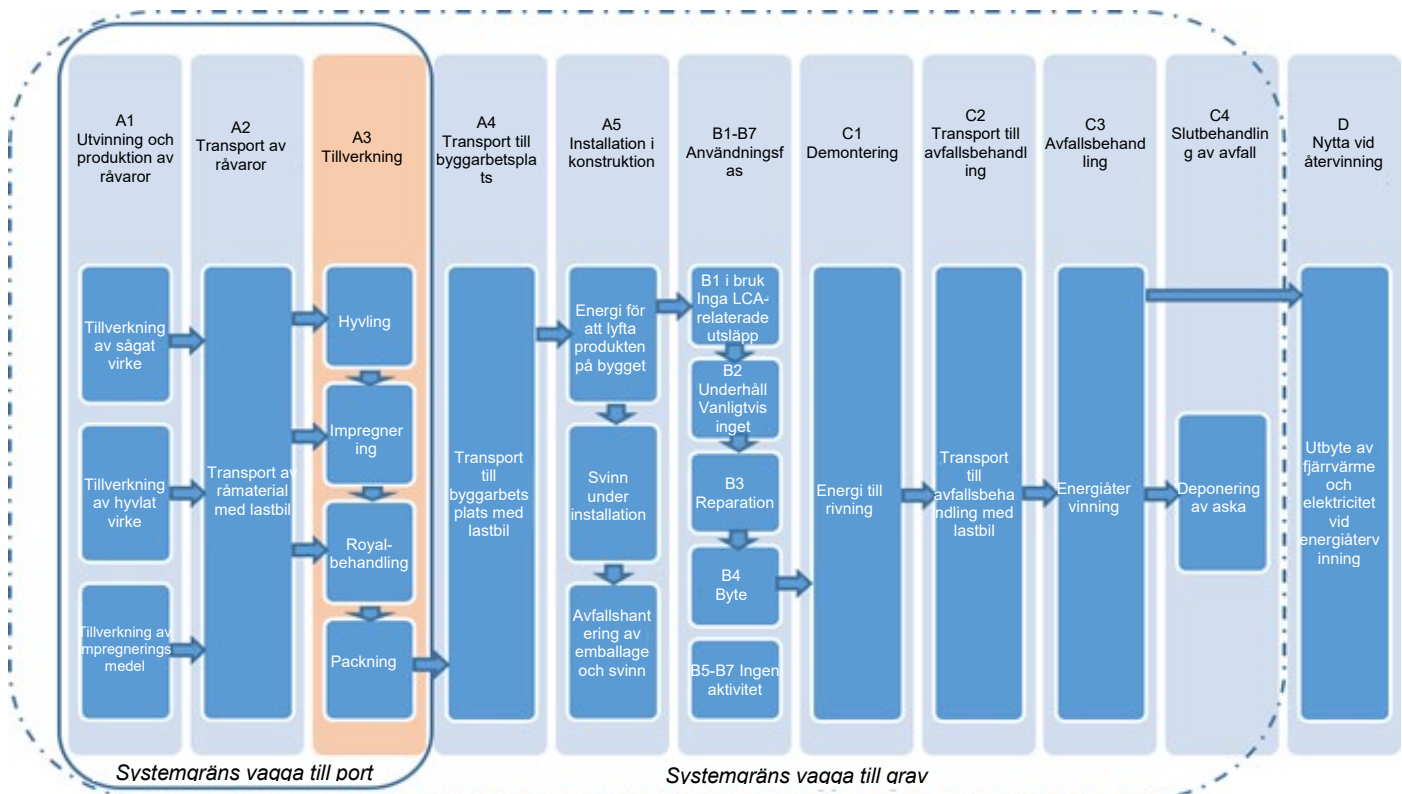 A1
Utvinning och
produktion av
råvaror
A2
Transport av
råvaror
A3
Tillverkning
A4
Transport till
byggarbetspla
ts
A5
Installation i
konstruktion
B1-B7
Användningsf
as
C1
Demontering
C2
Transport till
avfallsbehandl
ing
C3
Avfallsbehand
ling
C4
Slutbehandlin
g av avfall
D
Nytta vid
återvinning
Tillverkning
av sågat
virke
Tillverkning
av hyvlat
virke
Tillverkning av
impregnerings
medel
Transport av
råmaterial
med lastbil
Hyvling
Impregner
ing
Royal-
behandling
Packning
Transport
till
byggarbets
plats med
lastbil
Energi för
att lyfta
produkten
på bygget
Svinn
under
installation
Avfallshant
ering av
emballage
och svinn
B1 i bruk
Inga LCA-
relaterade
utsläpp
B2
Underhåll
Vanligtvis
inget
B3
Reparation
B4
Byte
B5-B7 Ingen
aktivitet
Energi till
rivning
Transport
till
avfallsbeha
ndling med
lastbil
Energiåter
vinning
Deponering
av aska
Utbyte av
fjärrvärme
och
elektricitet
vid
energiåterv
inning
Systemgräns vagga till port
Systemgräns vagga till grav